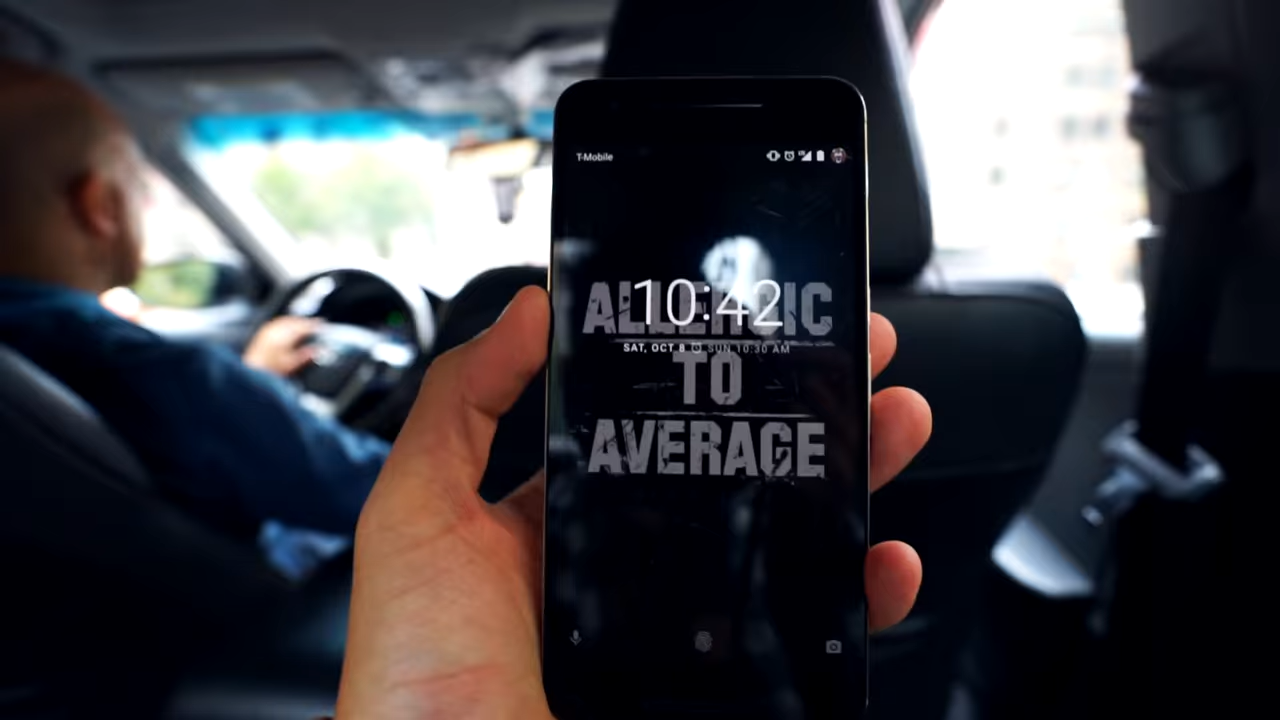 T-Mobile
10:42
ALLERGIC
SAT, OCT 8 SUN 10:30 AM
TO
AVERAGE